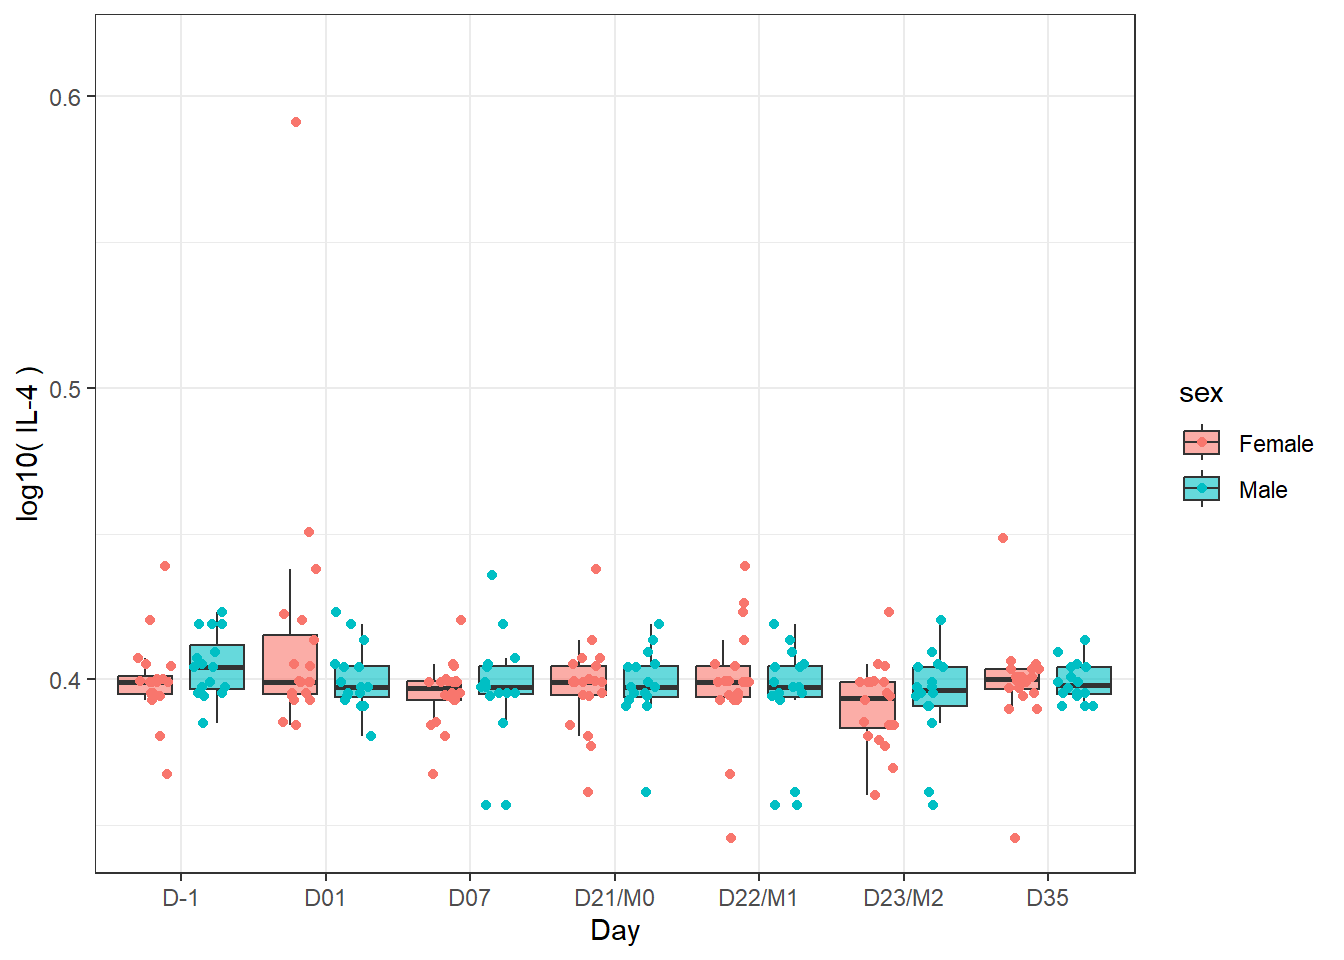 0.6
0.5
0.4
log10( IL-4 )
D-1
D01
D07
D21/M0
D22/M1
D23/M2
D35
Day
sex
Female
Male